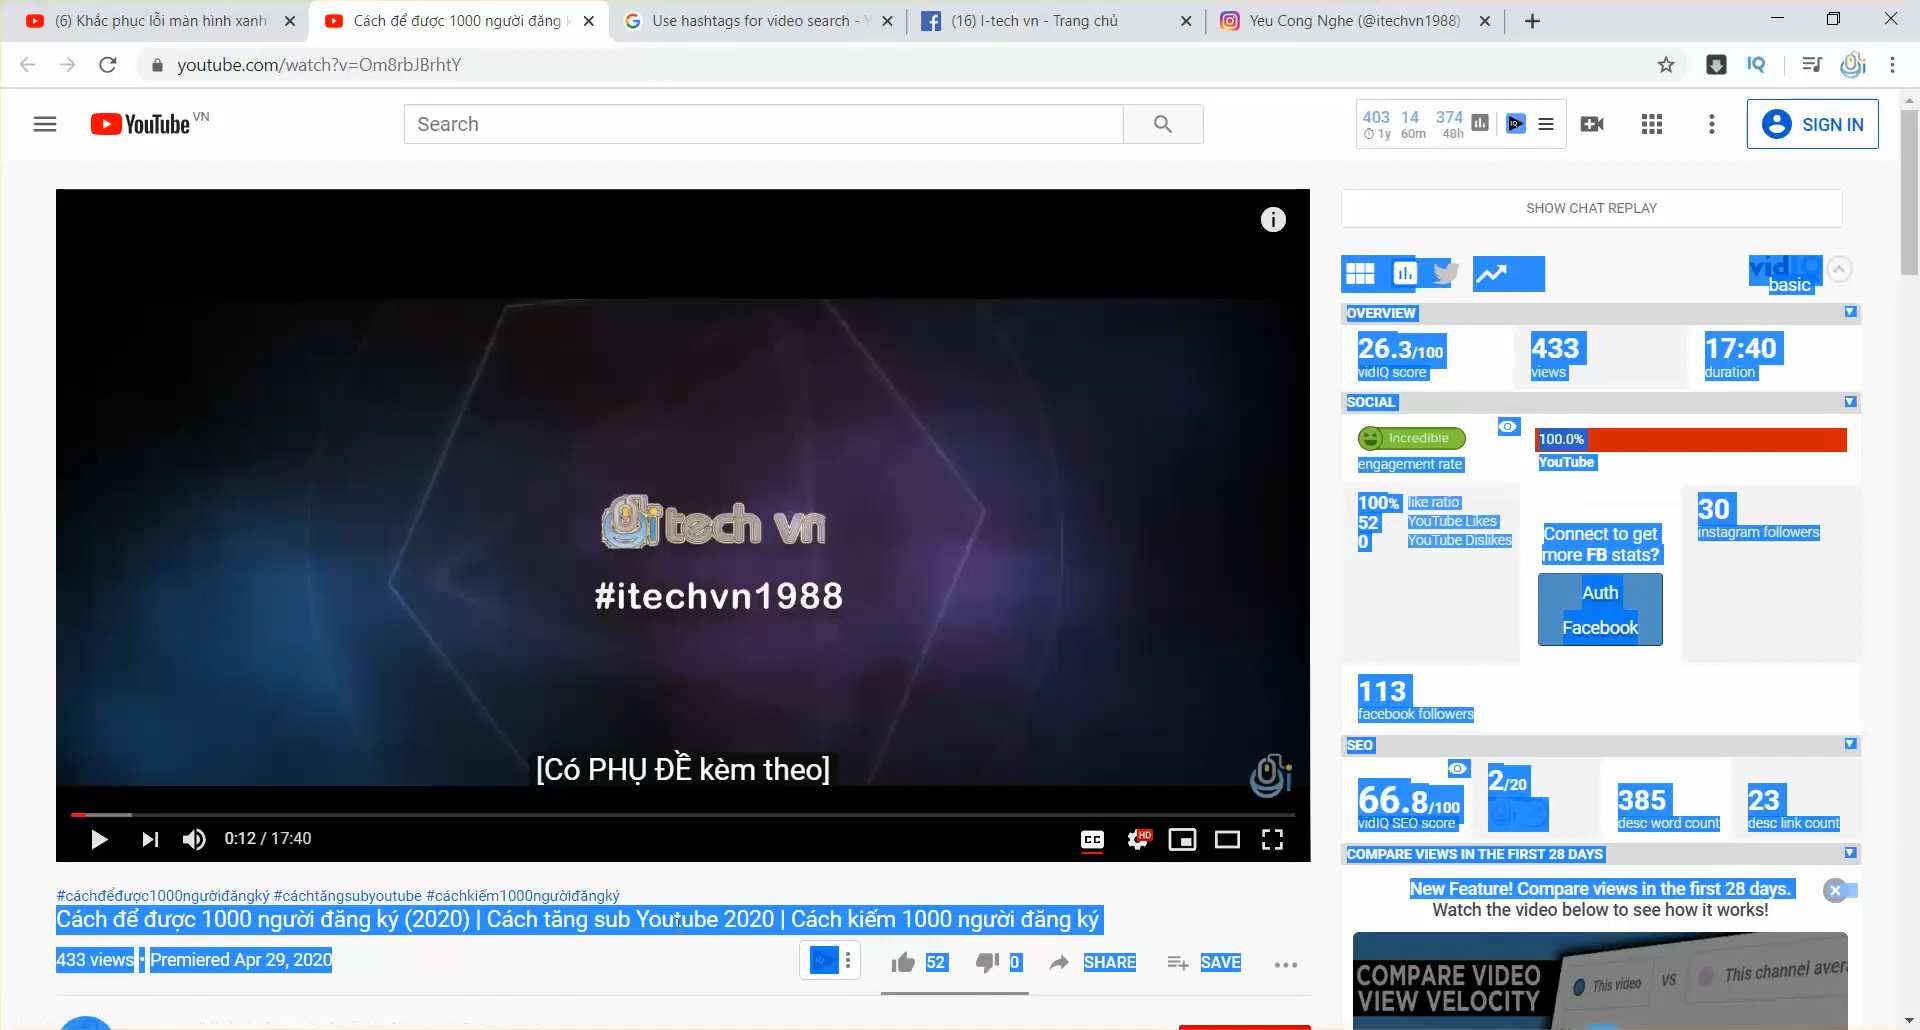 (6) Khắc phục lỗi màn hình xanh
Cách để được 1000 người đăng
Use hashtags for video search - Y
(16) I-tech vn - Trang chủ
Yeu Cong Nghe (@itechvn1988)
youtube.com/watch?v=Om8rbJBrhtY
IQ
YouTube VN
Search
403 14 374
1y 60m 48h
SIGN IN
SHOW CHAT REPLAY
vidIQ
basic
OVERVIEW
26.3/100 433 17:40
vidIQ score views duration
SOCIAL
Incredible 100.0%
engagement rate YouTube
100% like ratio
52 YouTube Likes
0 YouTube Dislikes
Connect to get
more FB stats?
Auth
Facebook
30
instagram followers
113
facebook followers
SEO
66.8/100 2/20 385 23
vidIQ SEO score desc word count desc link count
COMPARE VIEWS IN THE FIRST 28 DAYS
New Feature! Compare views in the first 28 days.
Watch the video below to see how it works!
COMPARE VIDEO
VIEW VELOCITY
This video VS This channel aver
i tech vn
#itechvn1988
[Có PHỤ ĐỀ kèm theo]
0:12 / 17:40
CC
HD
#cáchđểđược1000ngườiđăngký #cáchtăngsubyoutube #cáchkiếm1000ngườiđăngký
Cách để được 1000 người đăng ký (2020) | Cách tăng sub Youtube 2020 | Cách kiếm 1000 người đăng ký
433 views • Premiered Apr 29, 2020
52 0 SHARE SAVE